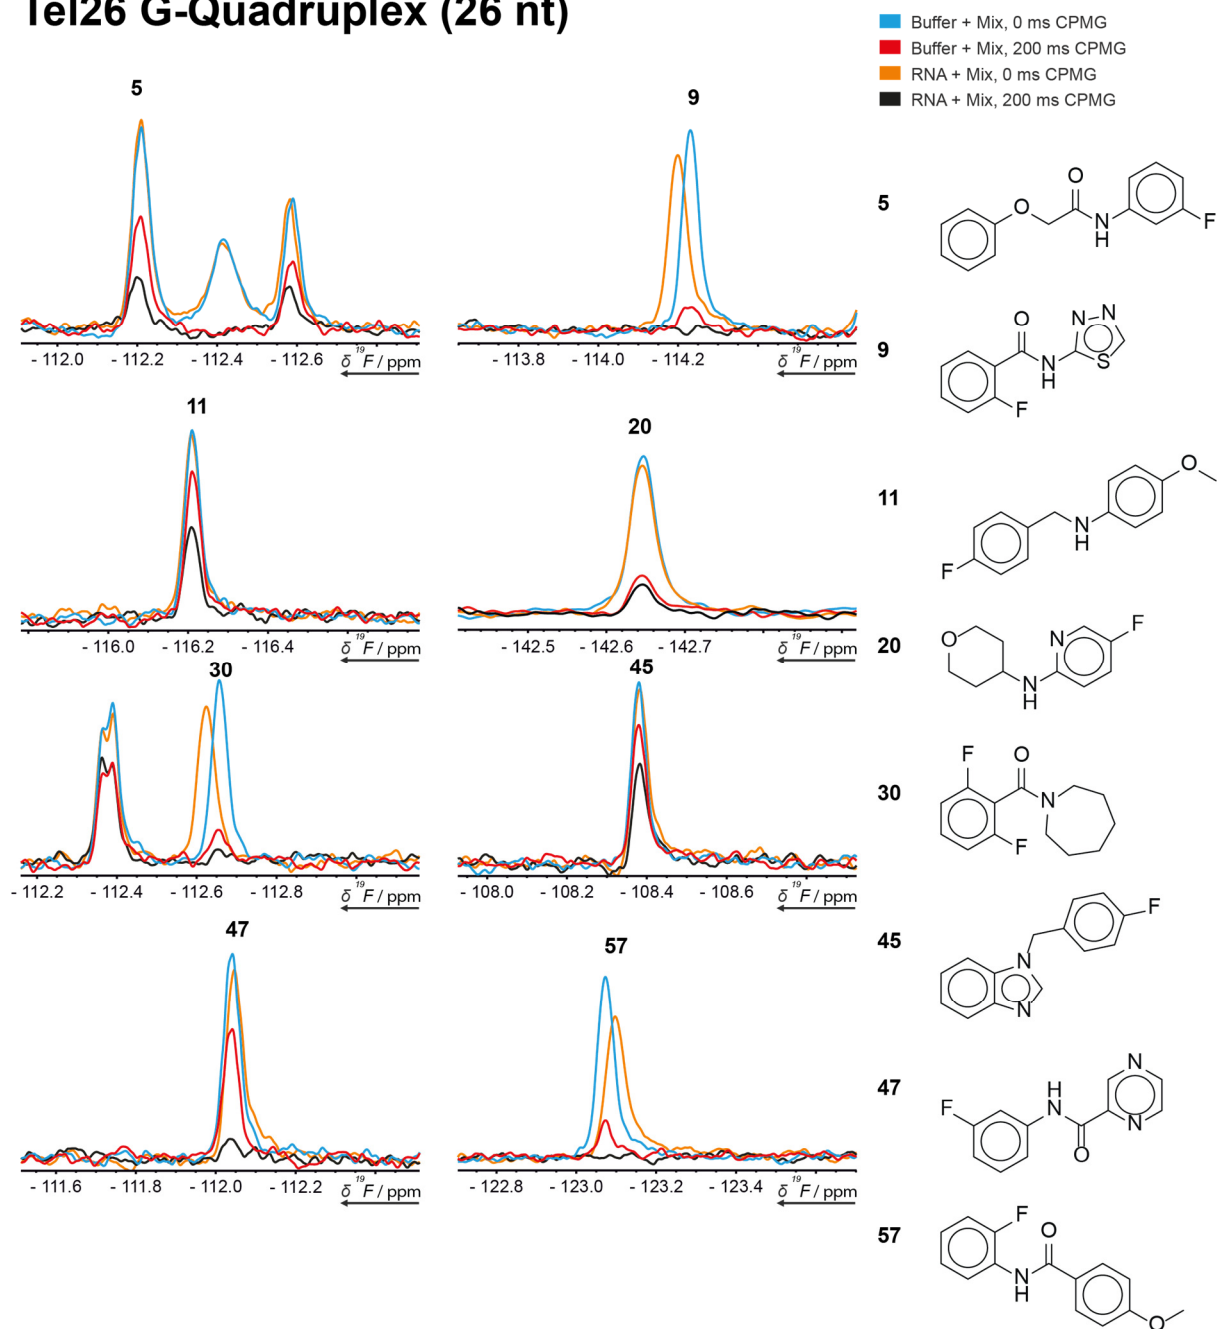 Tel26 G-Quadruplex (26 nt)
Buffer + Mix, 0 ms CPMG
Buffer + Mix, 200 ms CPMG
RNA + Mix, 0 ms CPMG
RNA + Mix, 200 ms CPMG
5
- 112.0 - 112.2 - 112.4 - 112.6 δ ¹⁹F / ppm
9
- 113.8 - 114.0 - 114.2 δ ¹⁹F / ppm
11
- 116.0 - 116.2 - 116.4 δ ¹⁹F / ppm
20
- 142.5 - 142.6 - 142.7 δ ¹⁹F / ppm
30
- 112.2 - 112.4 - 112.6 - 112.8 δ ¹⁹F / ppm
45
- 108.0 - 108.2 - 108.4 - 108.6 δ ¹⁹F / ppm
47
- 111.6 - 111.8 - 112.0 - 112.2 δ ¹⁹F / ppm
57
- 122.8 - 123.0 - 123.2 - 123.4 δ ¹⁹F / ppm
5
O
O
N
H
F
9
O
N
H
N
N
S
F
11
O
N
H
F
20
O
N
H
N
F
30
F
O
N
F
45
F
N
N
47
F
H
N
O
N
N
57
F
O
N
H
O